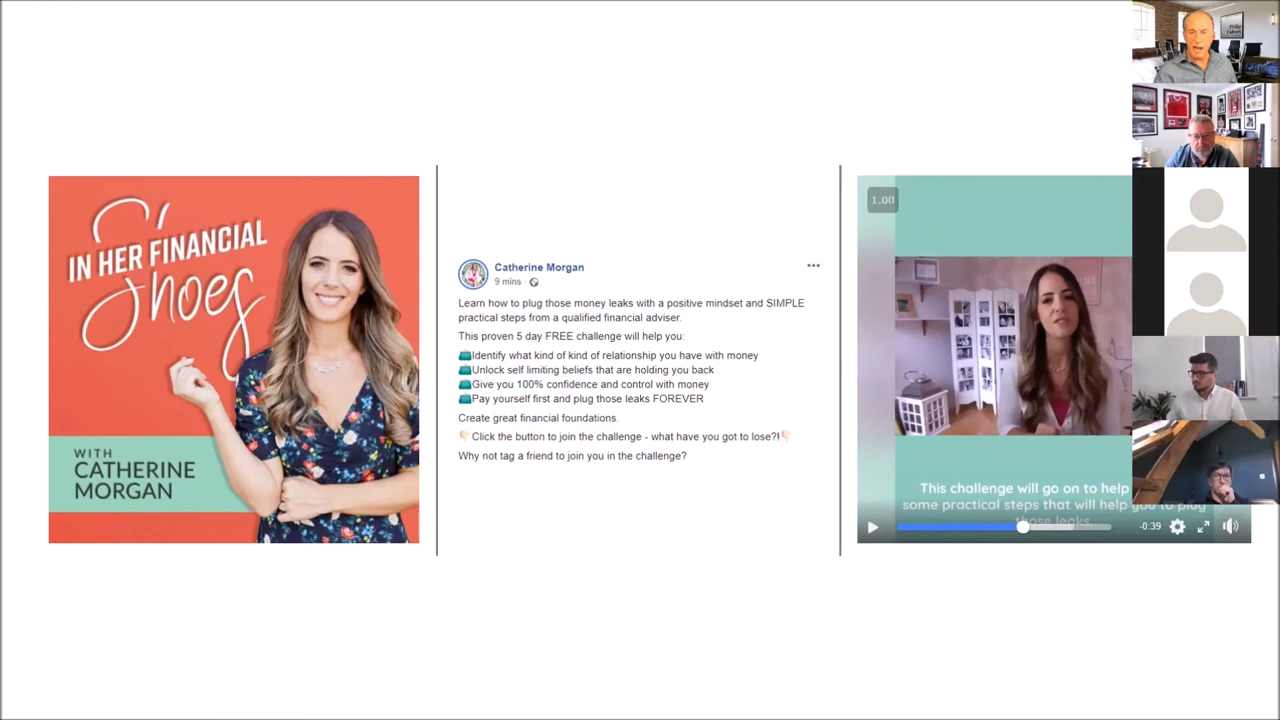 IN HER FINANCIAL
Shoes
WITH
CATHERINE
MORGAN
Catherine Morgan
9 mins
Learn how to plug those money leaks with a positive mindset and SIMPLE
practical steps from a qualified financial adviser.
This proven 5 day FREE challenge will help you:
Identify what kind of kind of relationship you have with money
Unlock self limiting beliefs that are holding you back
Give you 100% confidence and control with money
Pay yourself first and plug those leaks FOREVER
Create great financial foundations.
👇Click the button to join the challenge - what have you got to lose?!👇
Why not tag a friend to join you in the challenge?
1.00
This challenge will go on to help
some practical steps that will help you to plug
those leaks
-0:39